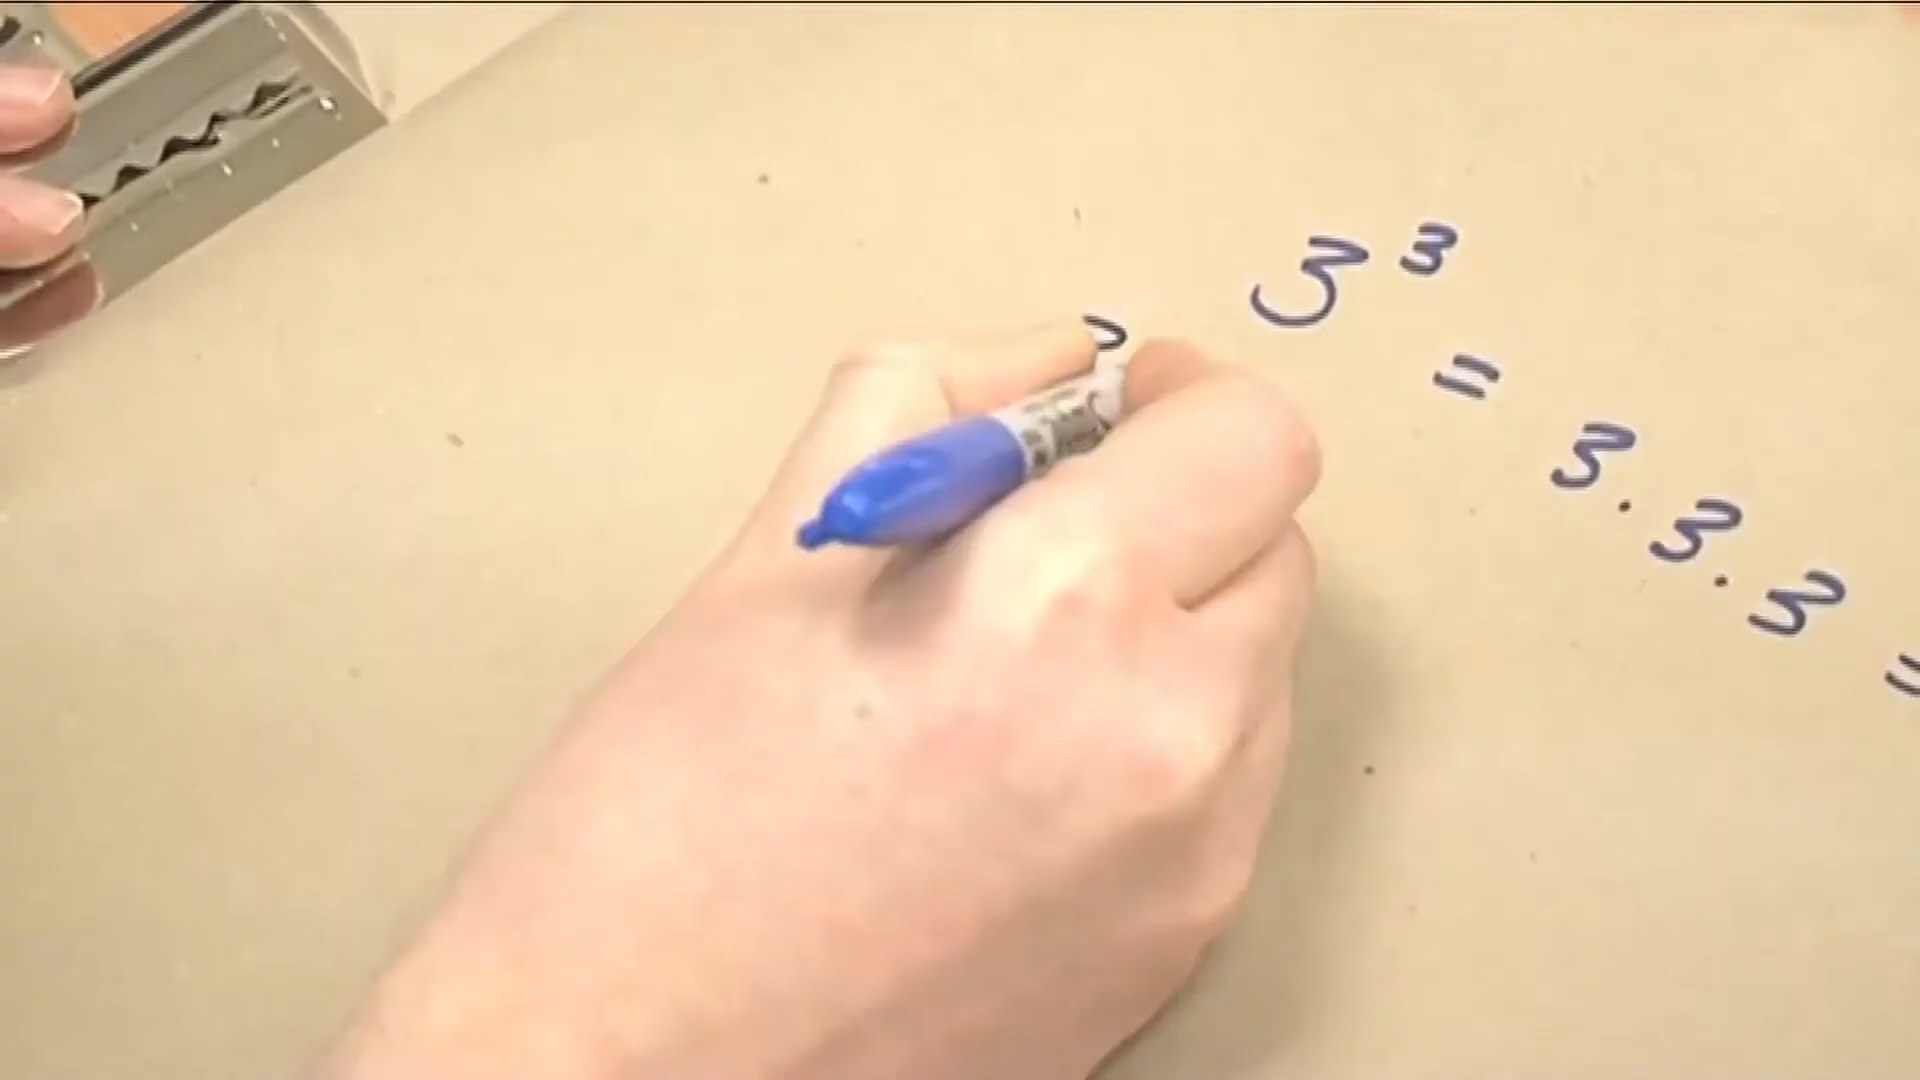 3³ = 3 · 3 · 3 =